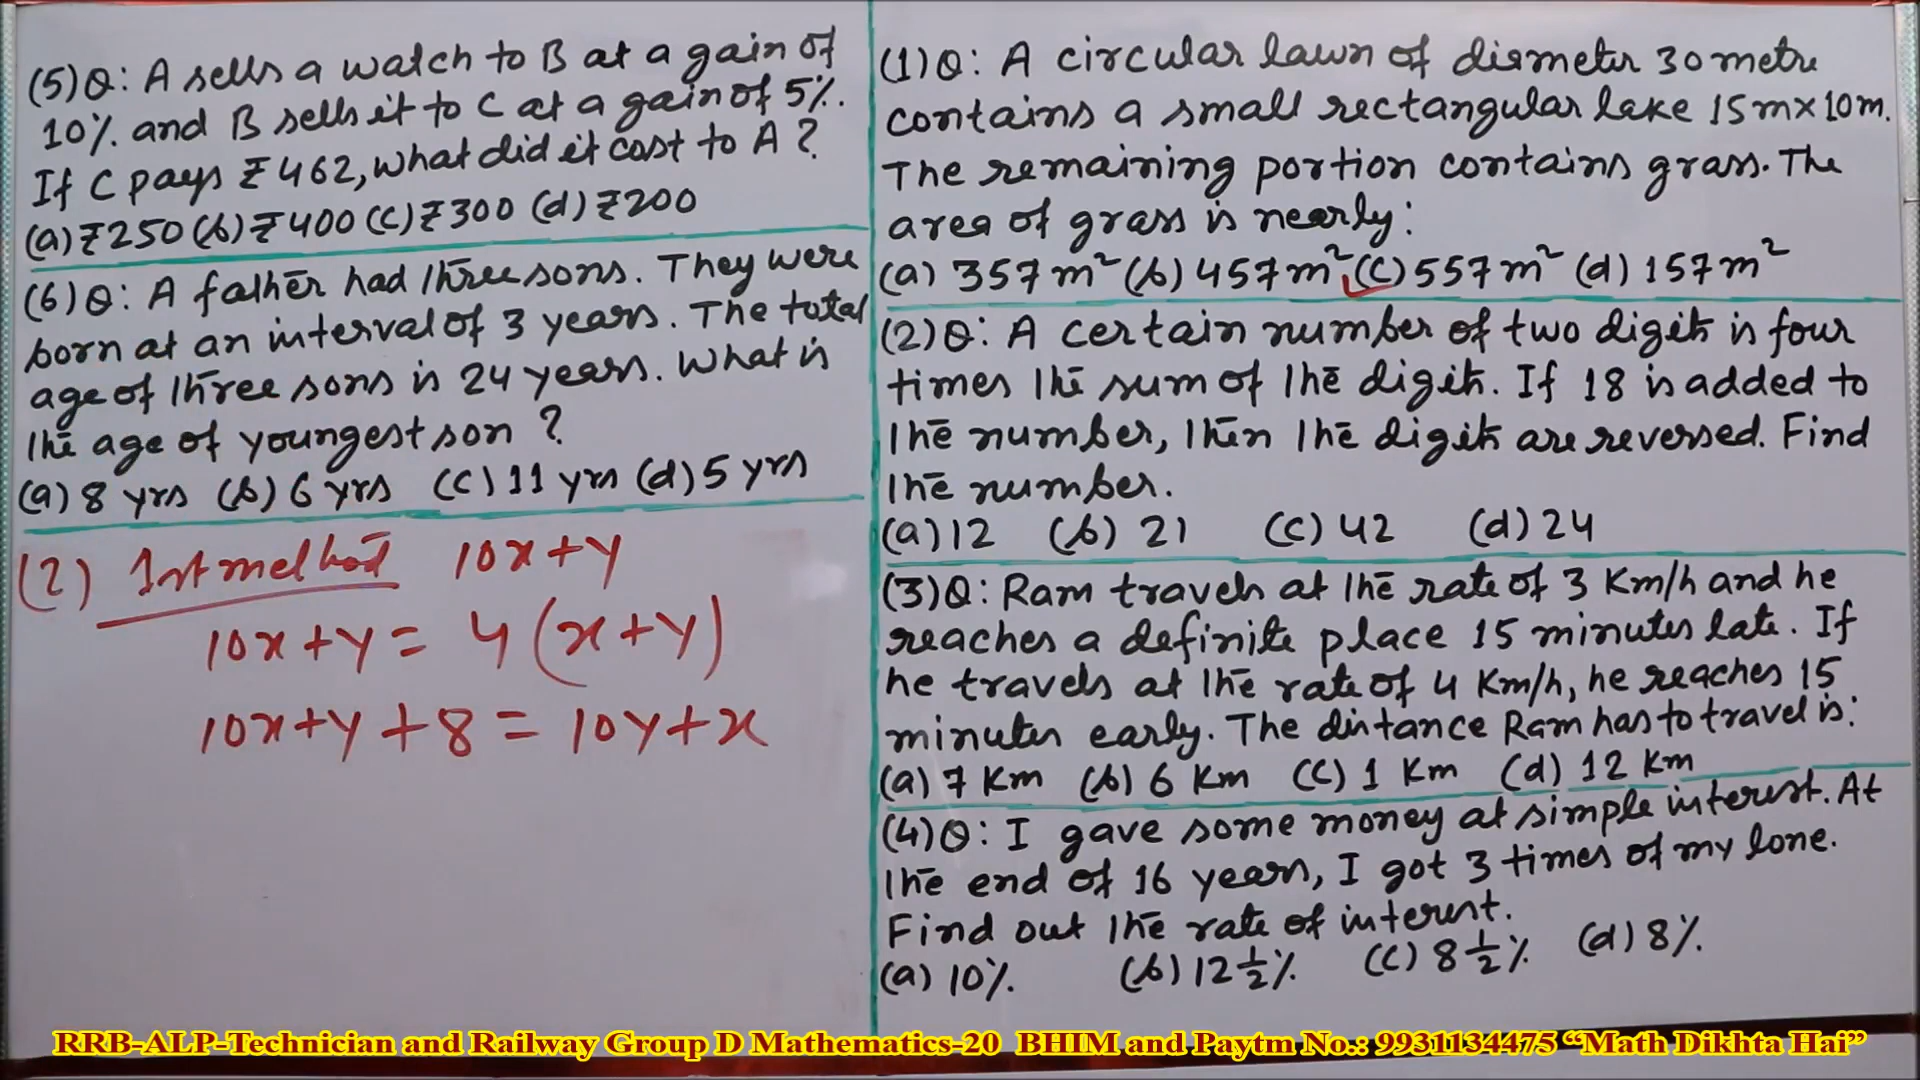 (5)Q: A sells a watch to B at a gain of
10% and B sells it to C at a gain of 5%.
If C pays ₹462, what did it cost to A?
(a) ₹250 (b) ₹400 (c) ₹300 (d) ₹200
(6)Q: A father had three sons. They were
born at an interval of 3 years. The total
age of three sons is 24 years. What is
the age of youngest son?
(a) 8 yrs (b) 6 yrs (c) 11 yrs (d) 5 yrs
(2) Ist method 10x+y
10x+y = 4(x+y)
10x+y+8 = 10y+x
(1)Q: A circular lawn of diameter 30 metre
contains a small rectangular lake 15m×10m.
The remaining portion contains grass. The
area of grass is nearly:
(a) 357 m² (b) 457 m² (c) 557 m² (d) 157 m²
(2)Q: A certain number of two digits is four
times the sum of the digits. If 18 is added to
the number, then the digits are reversed. Find
the number.
(a) 12 (b) 21 (c) 42 (d) 24
(3)Q: Ram travels at the rate of 3 Km/h and he
reaches a definite place 15 minutes late. If
he travels at the rate of 4 Km/h, he reaches 15
minutes early. The distance Ram has to travel is:
(a) 7 Km (b) 6 Km (c) 1 Km (d) 12 Km
(4)Q: I gave some money at simple interest. At
the end of 16 years, I got 3 times of my lone.
Find out the rate of interest.
(a) 10% (b) 12½% (c) 8½% (d) 8%
RRB-ALP-Technician and Railway Group D Mathematics-20 BHIM and Paytm No.: 9931134475 “Math Dikhta Hai”